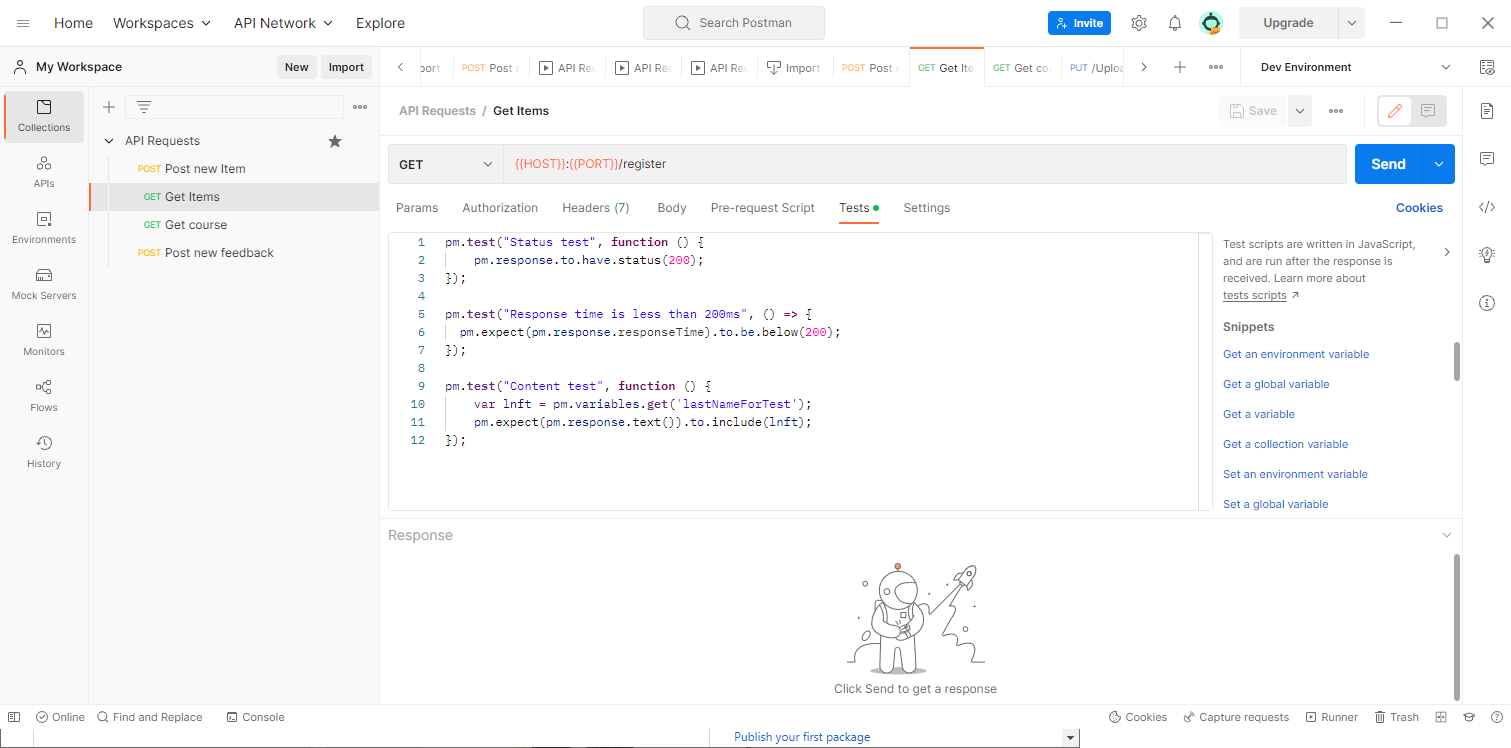 Home Workspaces API Network Explore Search Postman Invite Upgrade
My Workspace New Import port POST Post API Rec API Rec API Rec Import POST Post GET Get Ite GET Get co PUT /Uploa Dev Environment
API Requests / Get Items Save
Collections
APIs
Environments
Mock Servers
Monitors
Flows
History
API Requests
POST Post new Item
GET Get Items
GET Get course
POST Post new feedback
GET {{HOST}}:{{PORT}}/register Send
Params Authorization Headers (7) Body Pre-request Script Tests Settings Cookies
1 pm.test("Status test", function () {
2 pm.response.to.have.status(200);
3 });
4
5 pm.test("Response time is less than 200ms", () => {
6 pm.expect(pm.response.responseTime).to.be.below(200);
7 });
8
9 pm.test("Content test", function () {
10 var lnft = pm.variables.get('lastNameForTest');
11 pm.expect(pm.response.text()).to.include(lnft);
12 });
Test scripts are written in JavaScript,
and are run after the response is
received. Learn more about
tests scripts ↗
Snippets
Get an environment variable
Get a global variable
Get a variable
Get a collection variable
Set an environment variable
Set a global variable
Response
Click Send to get a response
Online Find and Replace Console Cookies Capture requests Runner Trash
Publish your first package